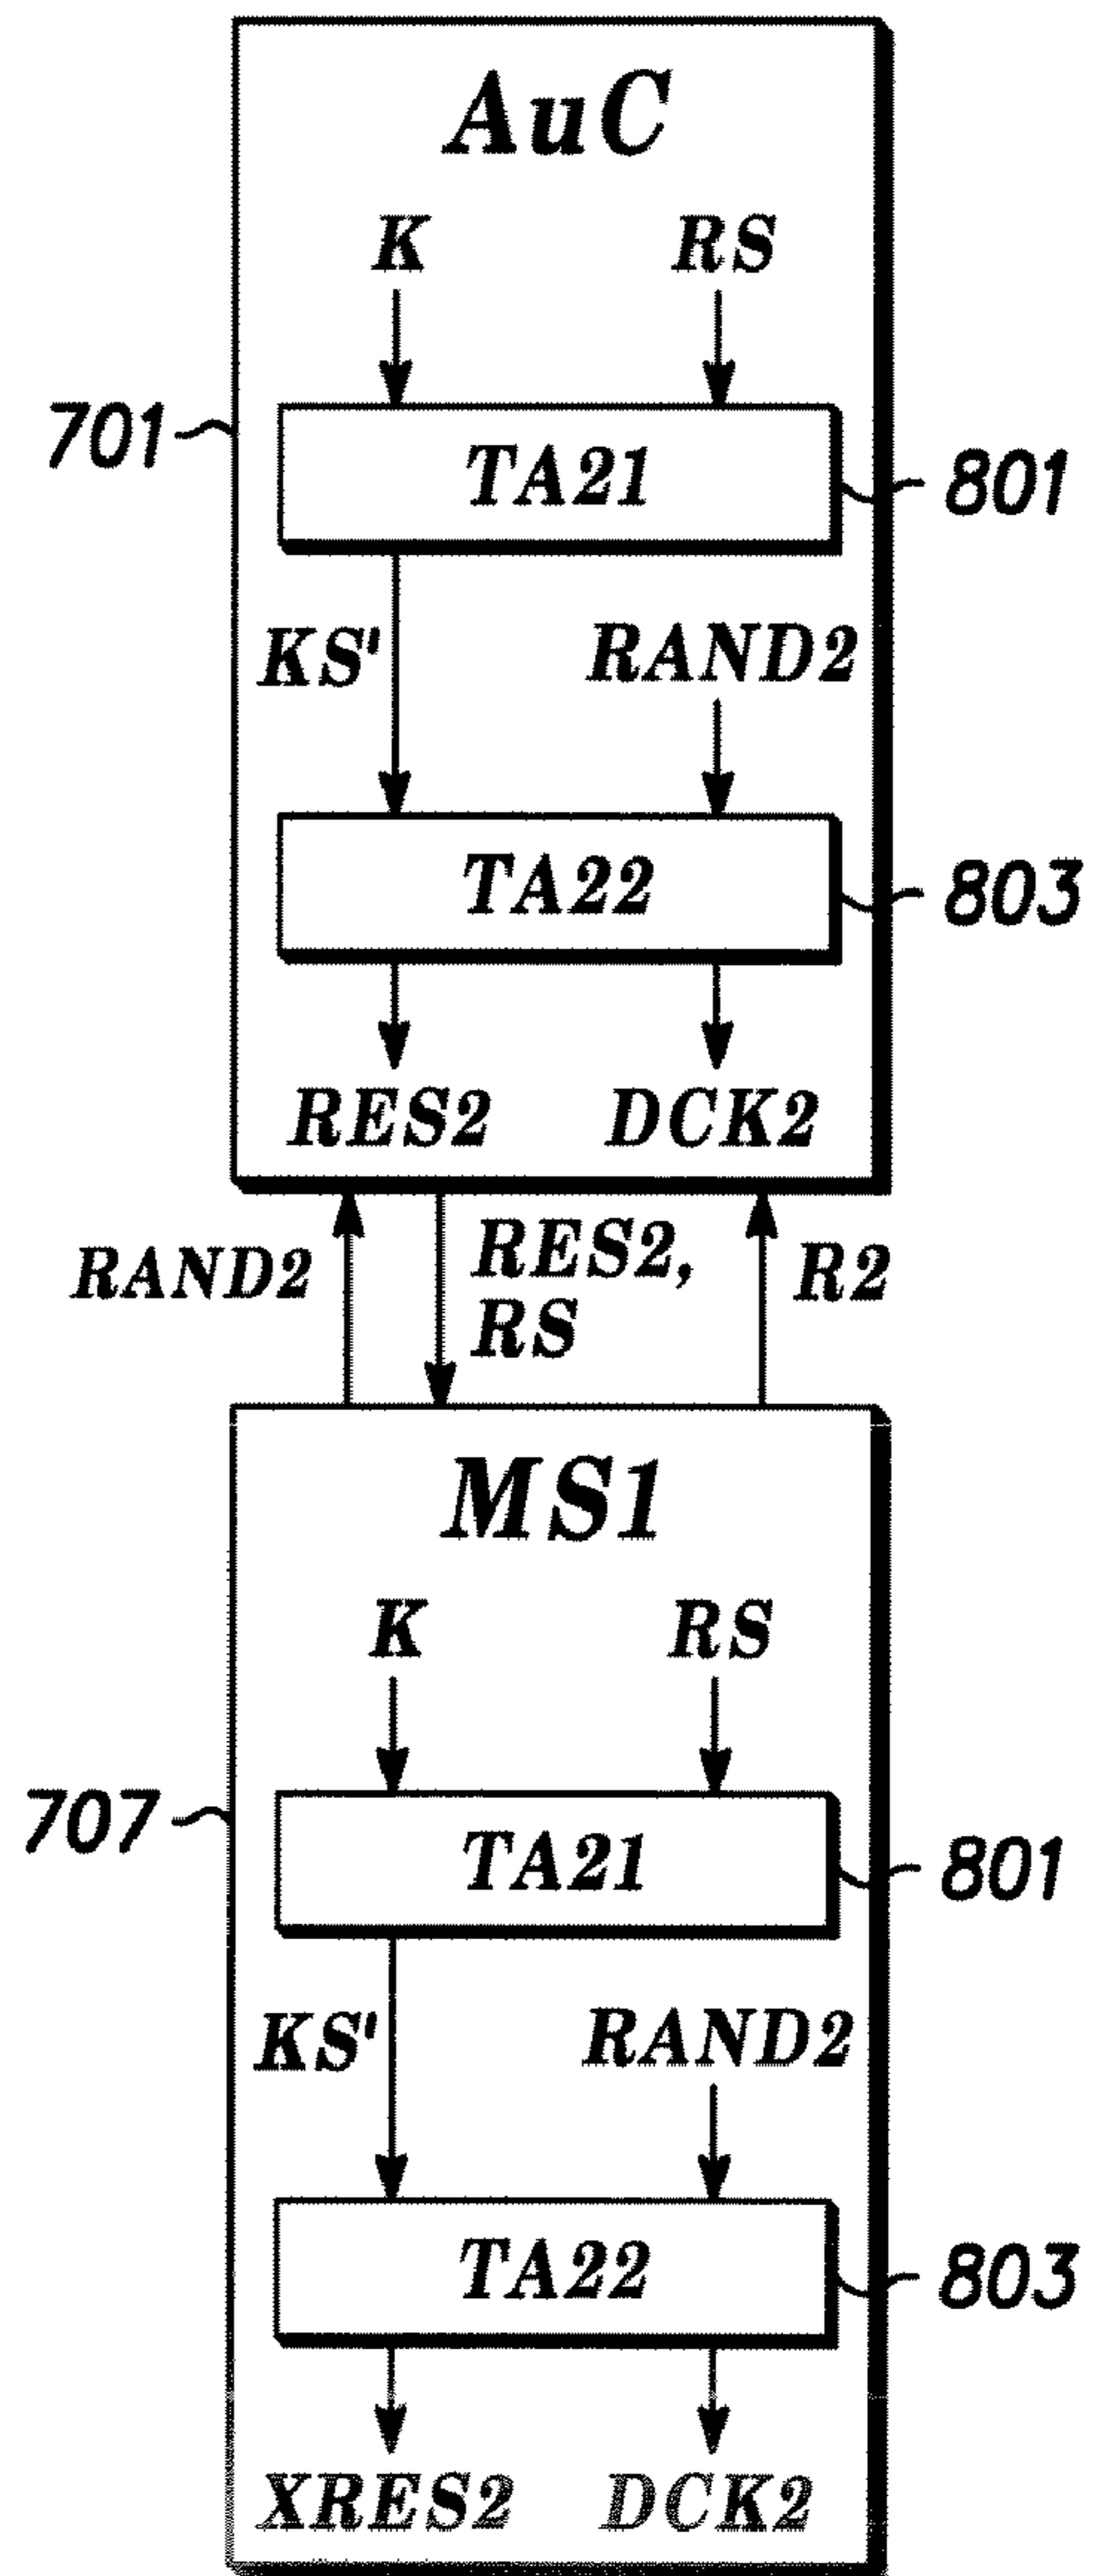 AuC
K RS
701
TA21
801
KS' RAND2
TA22
803
RES2 DCK2
RAND2
RES2,
RS
R2
MS1
K RS
707
TA21
801
KS' RAND2
TA22
803
XRES2 DCK2